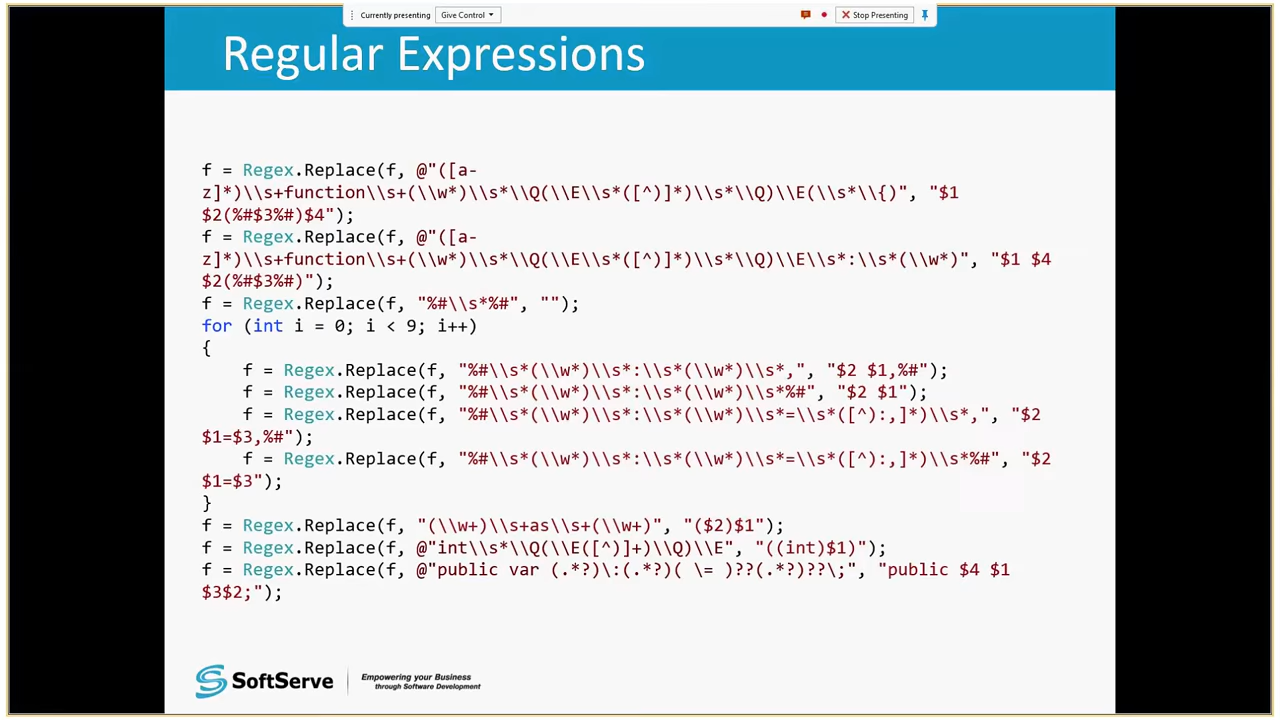 Currently presenting
Give Control
Stop Presenting
Regular Expressions
f = Regex.Replace(f, @"([a-
z]*)\\s+function\\s+(\\w*)\\s*\\Q(\\E\\s*([^)]*)\\s*\\Q)\\E(\\s*\\{)", "$1
$2(%#$3%#)$4");
f = Regex.Replace(f, @"([a-
z]*)\\s+function\\s+(\\w*)\\s*\\Q(\\E\\s*([^)]*)\\s*\\Q)\\E\\s*:\\s*(\\w*)", "$1 $4
$2(%#$3%#)");
f = Regex.Replace(f, "%#\\s*%#", "");
for (int i = 0; i < 9; i++)
{
f = Regex.Replace(f, "%#\\s*(\\w*)\\s*:\\s*(\\w*)\\s*,", "$2 $1,%#");
f = Regex.Replace(f, "%#\\s*(\\w*)\\s*:\\s*(\\w*)\\s*%#", "$2 $1");
f = Regex.Replace(f, "%#\\s*(\\w*)\\s*:\\s*(\\w*)\\s*=\\s*([^):,]*)\\s*,", "$2
$1=$3,%#");
f = Regex.Replace(f, "%#\\s*(\\w*)\\s*:\\s*(\\w*)\\s*=\\s*([^):,]*)\\s*%#", "$2
$1=$3");
}
f = Regex.Replace(f, "(\\w+)\\s+as\\s+(\\w+)", "($2)$1");
f = Regex.Replace(f, @"int\\s*\\Q(\\E([^)]+)\\Q)\\E", "((int)$1)");
f = Regex.Replace(f, @"public var (.*?)\:(.*?)( \= )??(.*?)??\;", "public $4 $1
$3$2;");
SoftServe
Empowering your Business
through Software Development